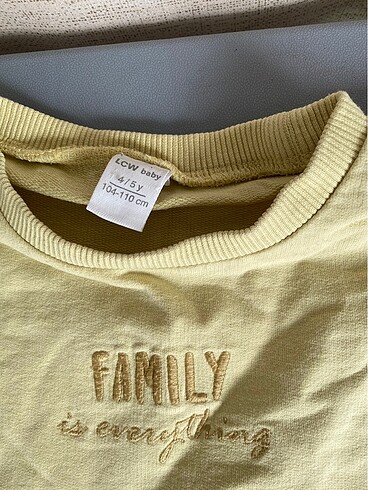 LCW baby
4/5 y
104-110 cm
FAMILY
is everything